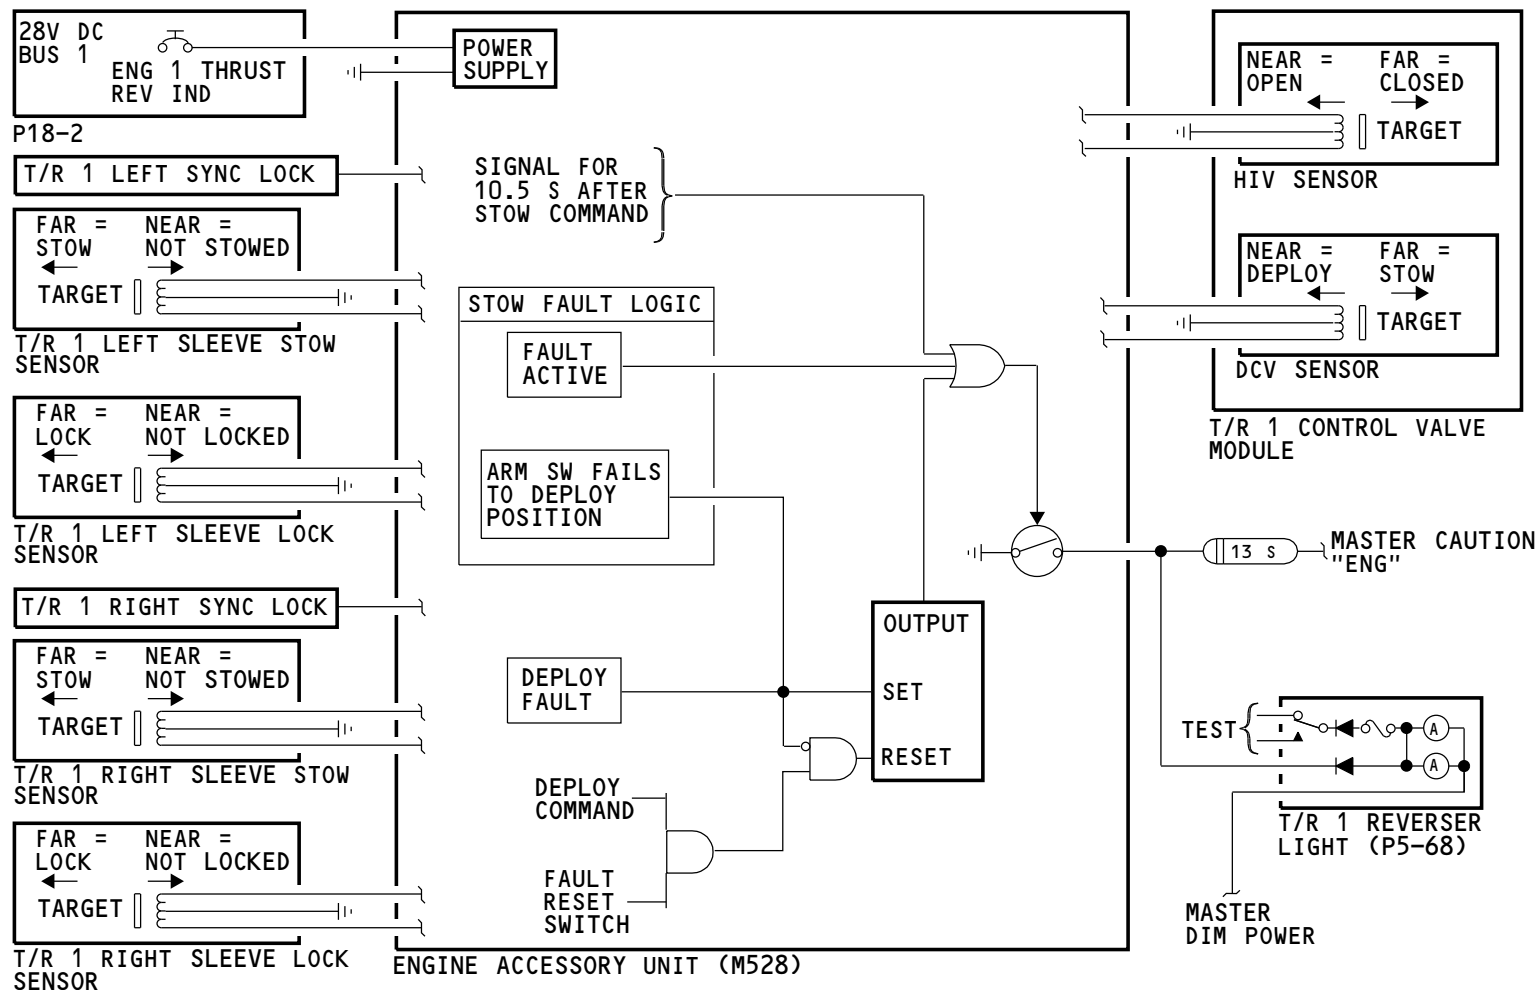 28V DC
BUS 1
ENG 1 THRUST
REV IND
P18-2
T/R 1 LEFT SYNC LOCK
FAR =
STOW
NEAR =
NOT STOWED
TARGET
T/R 1 LEFT SLEEVE STOW
SENSOR
FAR =
LOCK
NEAR =
NOT LOCKED
TARGET
T/R 1 LEFT SLEEVE LOCK
SENSOR
T/R 1 RIGHT SYNC LOCK
FAR =
STOW
NEAR =
NOT STOWED
TARGET
T/R 1 RIGHT SLEEVE STOW
SENSOR
FAR =
LOCK
NEAR =
NOT LOCKED
TARGET
T/R 1 RIGHT SLEEVE LOCK
SENSOR
POWER
SUPPLY
SIGNAL FOR
10.5 S AFTER
STOW COMMAND
STOW FAULT LOGIC
FAULT
ACTIVE
ARM SW FAILS
TO DEPLOY
POSITION
DEPLOY
FAULT
DEPLOY
COMMAND
FAULT
RESET
SWITCH
OUTPUT
SET
RESET
ENGINE ACCESSORY UNIT (M528)
NEAR =
OPEN
FAR =
CLOSED
TARGET
HIV SENSOR
NEAR =
DEPLOY
FAR =
STOW
TARGET
DCV SENSOR
T/R 1 CONTROL VALVE
MODULE
13 S
MASTER CAUTION
"ENG"
TEST
A
A
T/R 1 REVERSER
LIGHT (P5-68)
MASTER
DIM POWER